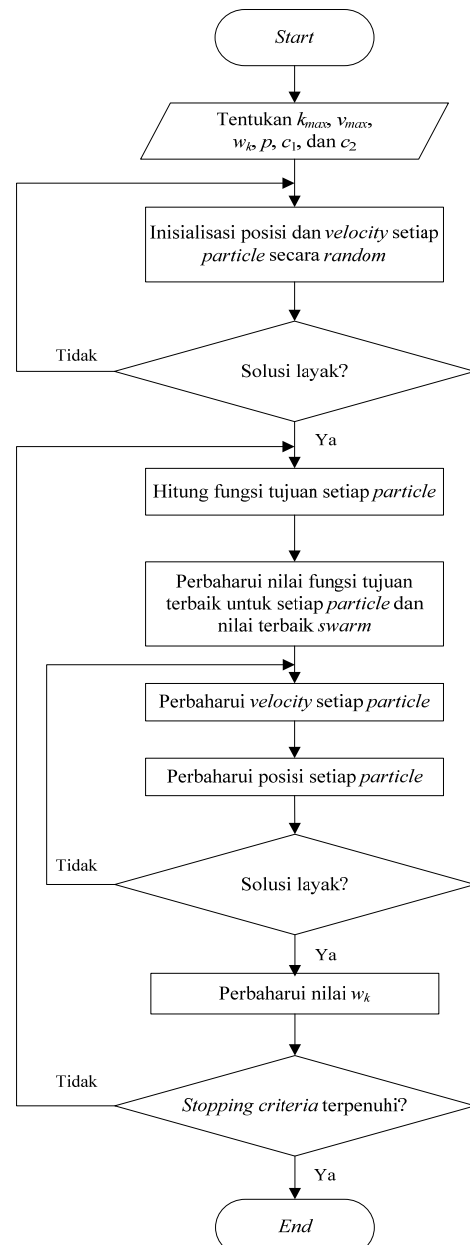 Start
Tentukan kmax, vmax,
wk, p, c1, dan c2
Inisialisasi posisi dan velocity setiap
particle secara random
Tidak
Solusi layak?
Ya
Hitung fungsi tujuan setiap particle
Perbaharui nilai fungsi tujuan
terbaik untuk setiap particle dan
nilai terbaik swarm
Perbaharui velocity setiap particle
Perbaharui posisi setiap particle
Tidak
Solusi layak?
Ya
Perbaharui nilai wk
Tidak
Stopping criteria terpenuhi?
Ya
End